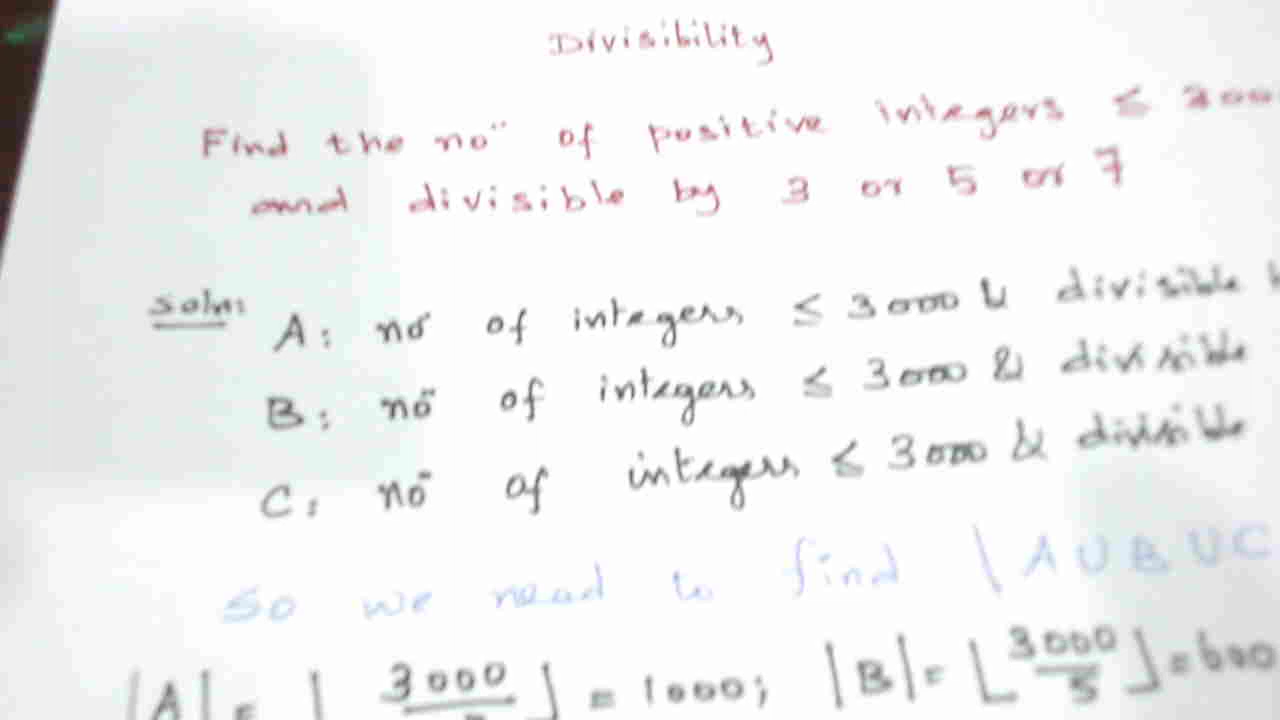 Divisibility
Find the no of positive integers ≤ 3000
and divisible by 3 or 5 or 7
Soln:
A: no of integers ≤ 3000 & divisible
B: no of integers ≤ 3000 & divisible
C: no of integers ≤ 3000 & divisible
So we need to find |A U B U C
|A| = ⌊3000/ ⌋ = 1000; |B| = ⌊3000/5⌋ = 600